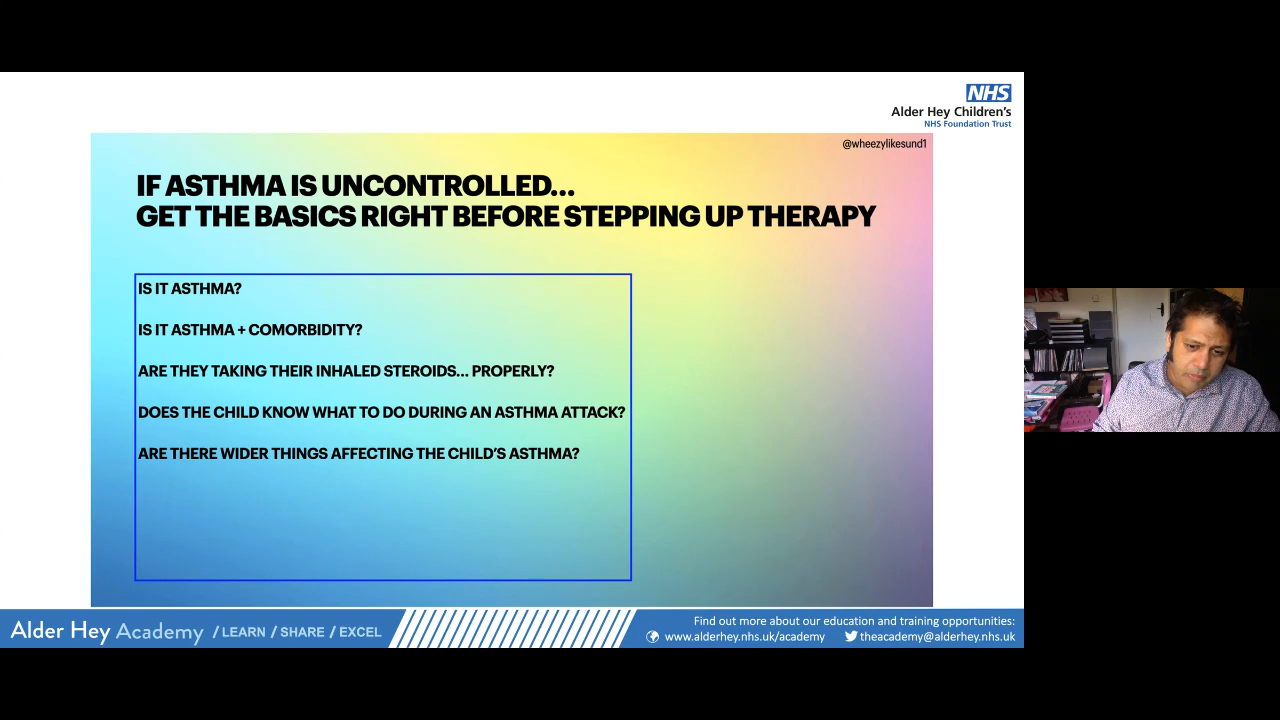 NHS
Alder Hey Children's
NHS Foundation Trust
@wheezylikesund1
IF ASTHMA IS UNCONTROLLED...
GET THE BASICS RIGHT BEFORE STEPPING UP THERAPY
IS IT ASTHMA?
IS IT ASTHMA + COMORBIDITY?
ARE THEY TAKING THEIR INHALED STEROIDS... PROPERLY?
DOES THE CHILD KNOW WHAT TO DO DURING AN ASTHMA ATTACK?
ARE THERE WIDER THINGS AFFECTING THE CHILD'S ASTHMA?
Alder Hey Academy / LEARN / SHARE / EXCEL
Find out more about our education and training opportunities:
www.alderhey.nhs.uk/academy theacademy@alderhey.nhs.uk